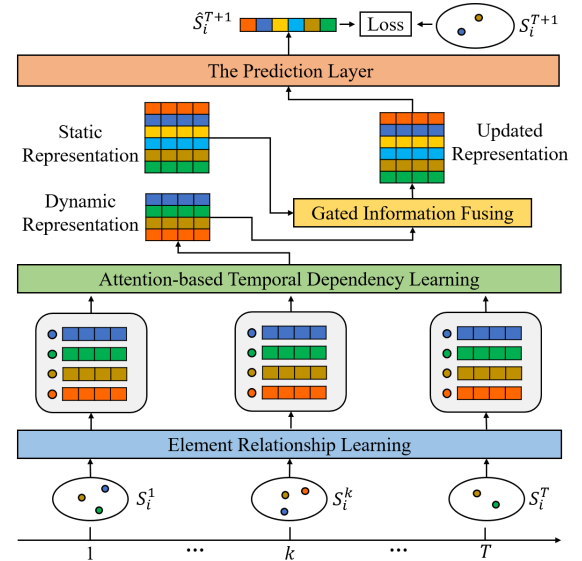 Ŝ_i^{T+1}
Loss
S_i^{T+1}
The Prediction Layer
Static
Representation
Updated
Representation
Dynamic
Representation
Gated Information Fusing
Attention-based Temporal Dependency Learning
Element Relationship Learning
S_i^1
S_i^k
S_i^T
1 ... k ... T